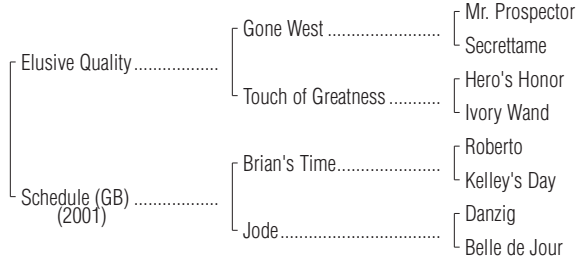 Mr. Prospector
Gone West ....................
Secrettame
Elusive Quality ...............
Hero's Honor
Touch of Greatness .........
Ivory Wand
Roberto
Brian's Time ..................
Kelley's Day
Schedule (GB) ...............
(2001)
Danzig
Jode .............................
Belle de Jour